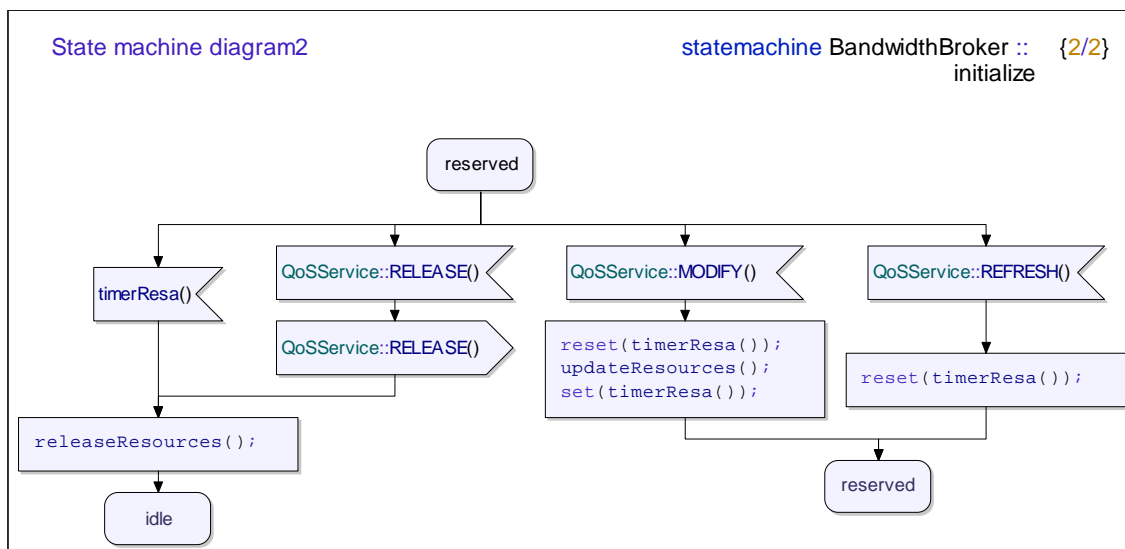 State machine diagram2
statemachine BandwidthBroker :: {2/2}
initialize
reserved
timerResa()
QoSService::RELEASE()
QoSService::MODIFY()
QoSService::REFRESH()
QoSService::RELEASE()
reset(timerResa());
updateResources();
set(timerResa());
reset(timerResa());
releaseResources();
reserved
idle